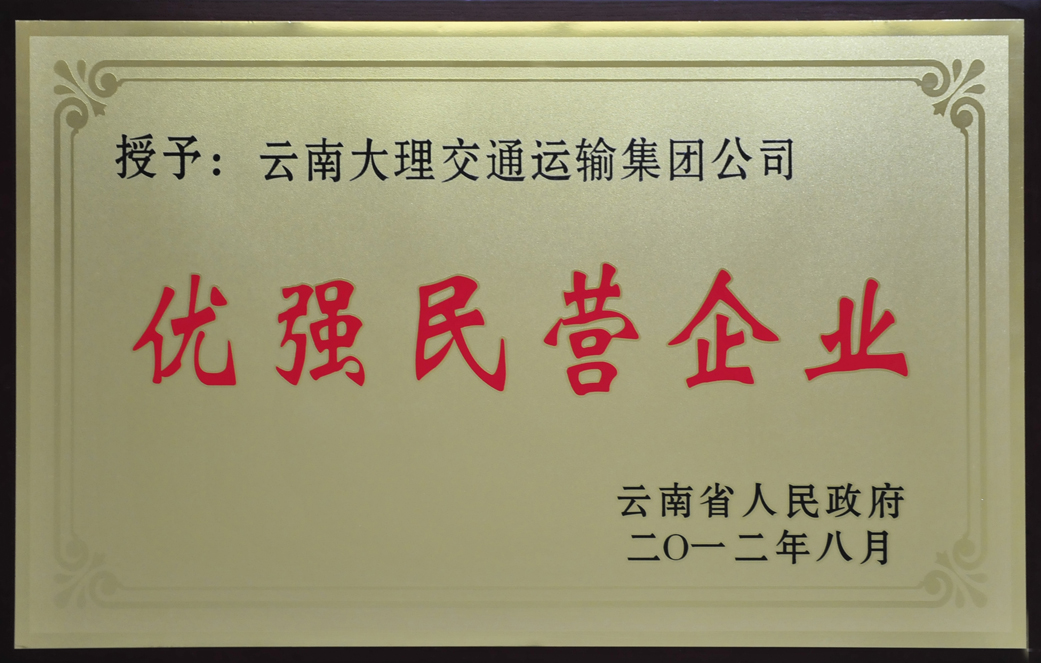 授予：云南大理交通运输集团公司
优强民营企业
云南省人民政府
二〇一二年八月